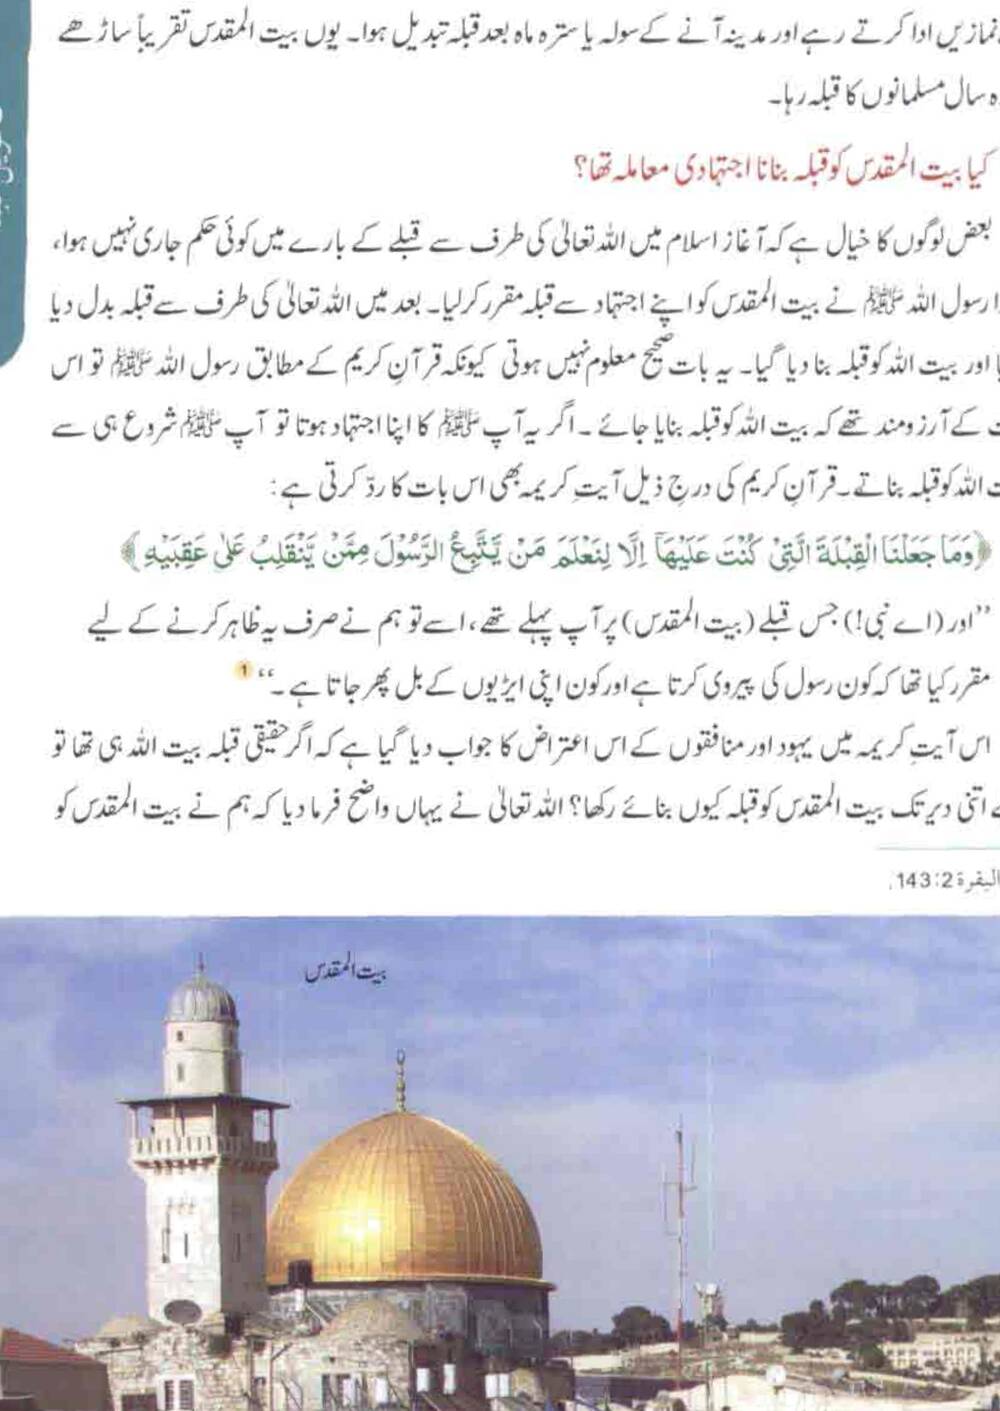 نمازیں ادا کرتے رہے اور مدینہ آنے کے سولہ یا سترہ ماہ بعد قبلہ تبدیل ہوا۔ یوں بیت المقدس تقریباً ساڑھے
سال مسلمانوں کا قبلہ رہا۔
کیا بیت المقدس کو قبلہ بنانا اجتہادی معاملہ تھا؟
بعض لوگوں کا خیال ہے کہ آغاز اسلام میں اللہ تعالیٰ کی طرف سے قبلے کے بارے میں کوئی حکم جاری نہیں ہوا،
رسول اللہ ﷺ نے بیت المقدس کو اپنے اجتہاد سے قبلہ مقرر کر لیا۔ بعد میں اللہ تعالیٰ کی طرف سے قبلہ بدل دیا
اور بیت اللہ کو قبلہ بنا دیا گیا۔ یہ بات صحیح معلوم نہیں ہوتی کیونکہ قرآنِ کریم کے مطابق رسول اللہ ﷺ تو اس
کے آرزو مند تھے کہ بیت اللہ کو قبلہ بنایا جائے۔ اگر یہ آپ ﷺ کا اپنا اجتہاد ہوتا تو آپ ﷺ شروع ہی سے
اللہ کو قبلہ بناتے۔ قرآنِ کریم کی درجِ ذیل آیتِ کریمہ بھی اس بات کا ردّ کرتی ہے:
﴿وَمَا جَعَلْنَا الْقِبْلَةَ الَّتِیْ كُنْتَ عَلَیْهَاۤ اِلَّا لِنَعْلَمَ مَنْ یَّتَّبِعُ الرَّسُوْلَ مِمَّنْ یَّنْقَلِبُ عَلٰی عَقِبَیْهِ﴾
’’اور (اے نبی!) جس قبلے (بیت المقدس) پر آپ پہلے تھے، اسے تو ہم نے صرف یہ ظاہر کرنے کے لیے
مقرر کیا تھا کہ کون رسول کی پیروی کرتا ہے اور کون اپنی ایڑیوں کے بل پھر جاتا ہے۔‘‘ 1
اس آیتِ کریمہ میں یہود اور منافقوں کے اس اعتراض کا جواب دیا گیا ہے کہ اگر حقیقی قبلہ بیت اللہ ہی تھا تو
اتنی دیر تک بیت المقدس کو قبلہ کیوں بنائے رکھا؟ اللہ تعالیٰ نے یہاں واضح فرما دیا کہ ہم نے بیت المقدس کو
البقرة 2:143.
بیت المقدس